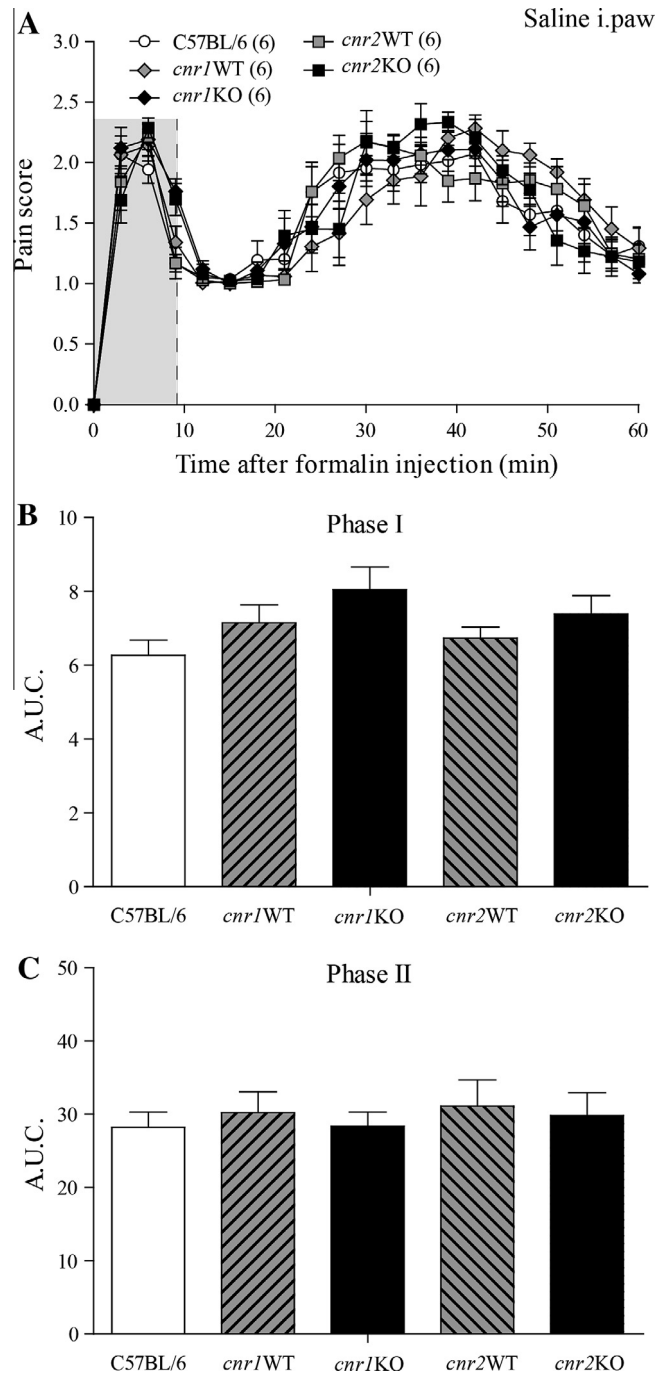 A
Saline i.paw
C57BL/6 (6)
cnr2WT (6)
cnr1WT (6)
cnr2KO (6)
cnr1KO (6)
3.0
2.5
2.0
1.5
1.0
0.5
0.0
Pain score
0 10 20 30 40 50 60
Time after formalin injection (min)
B
Phase I
10
8
6
4
2
0
A.U.C.
C57BL/6 cnr1WT cnr1KO cnr2WT cnr2KO
C
Phase II
50
40
30
20
10
0
A.U.C.
C57BL/6 cnr1WT cnr1KO cnr2WT cnr2KO